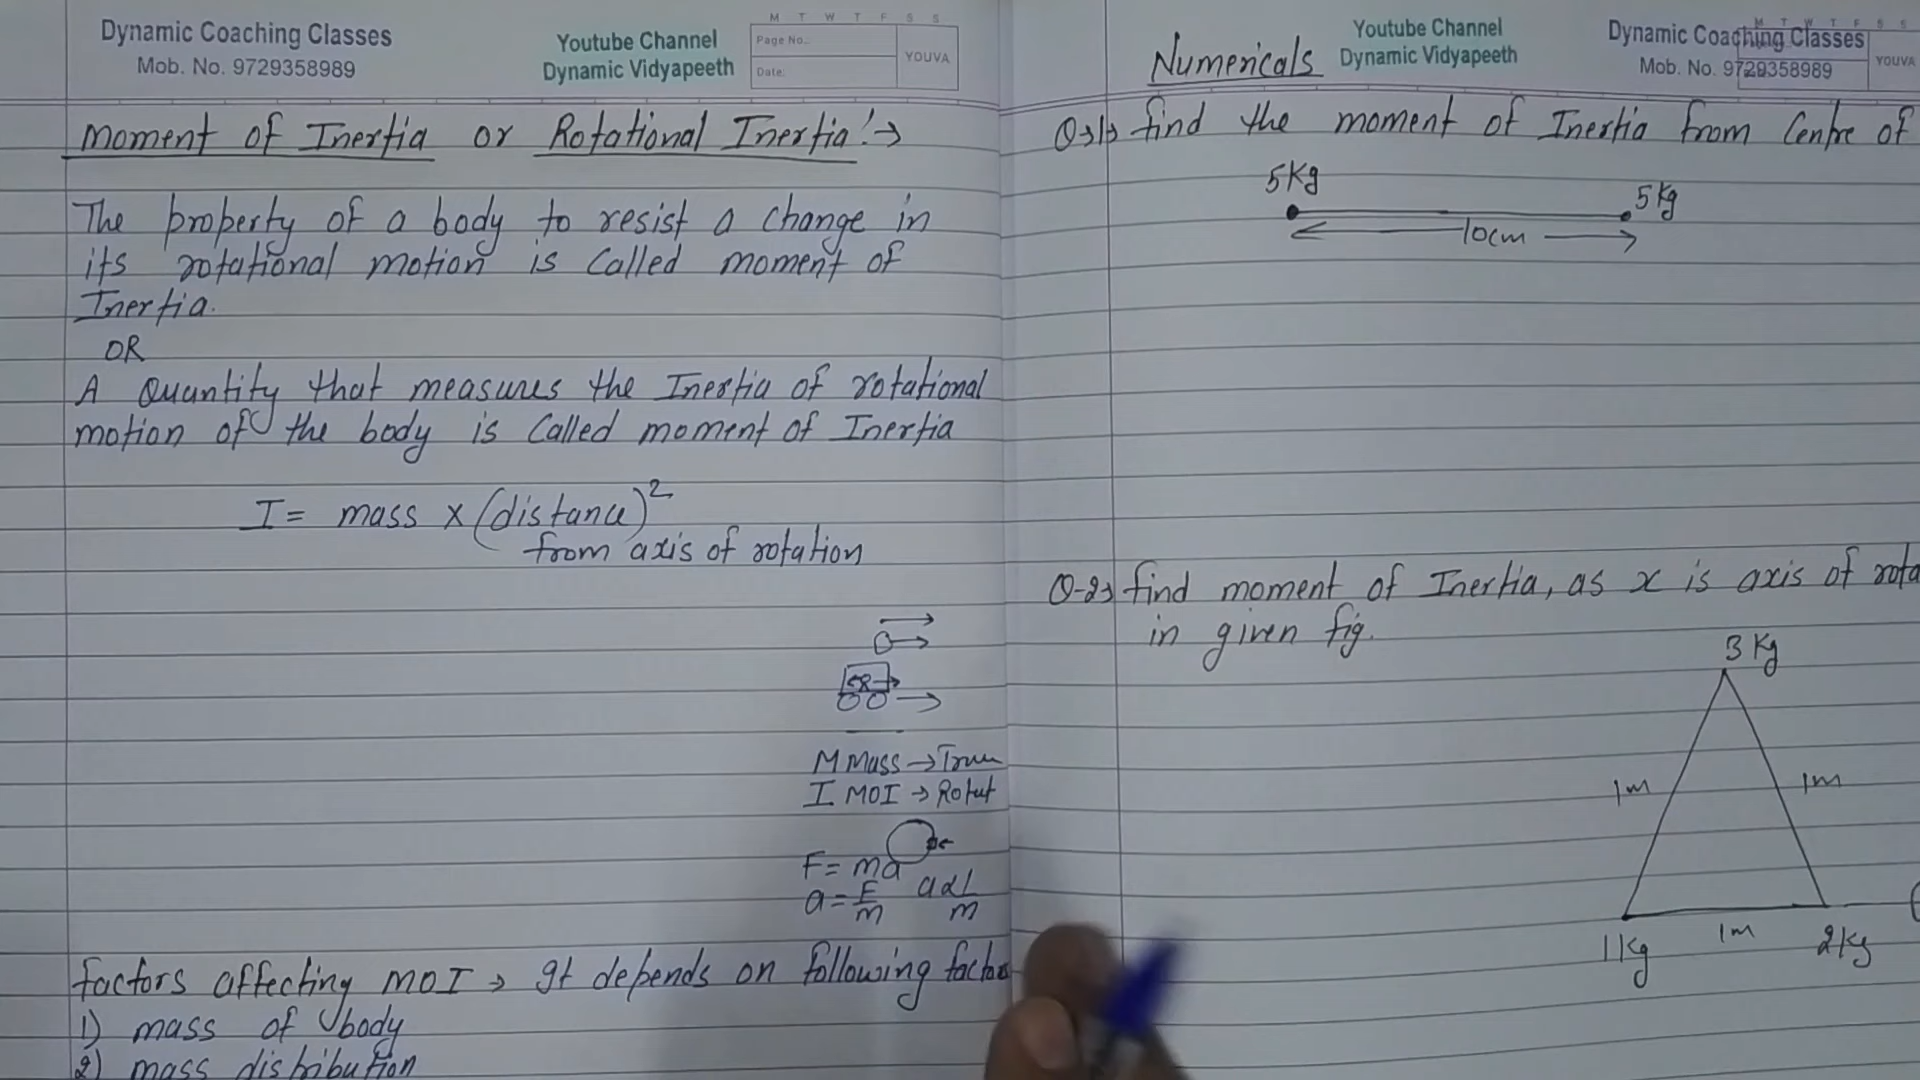 Dynamic Coaching Classes
Mob. No. 9729358989
Youtube Channel
Dynamic Vidyapeeth
M T W T F S S
Page No..
Date:
YOUVA
Moment of Inertia or Rotational Inertia:→
The property of a body to resist a change in
its rotational motion is Called moment of
Inertia.
OR
A Quantity that measures the Inertia of rotational
motion of the body is Called moment of Inertia
I = mass × (distance)²
from axis of rotation
M Mass →
I MOI → Rotat
F = ma
a = F/m a α 1/m
factors affecting MOI → It depends on following factors
1) mass of body
2) mass distribution
Numericals
Youtube Channel
Dynamic Vidyapeeth
Dynamic Coaching Classes
Mob. No. 9729358989
M T W T F S S
YOUVA
Q→1→ find the moment of Inertia from Centre of
5Kg
5Kg
10cm
Q-2→ find moment of Inertia, as x is axis of rota
in given fig.
3 Kg
1m
1m
1Kg
1m
2Kg